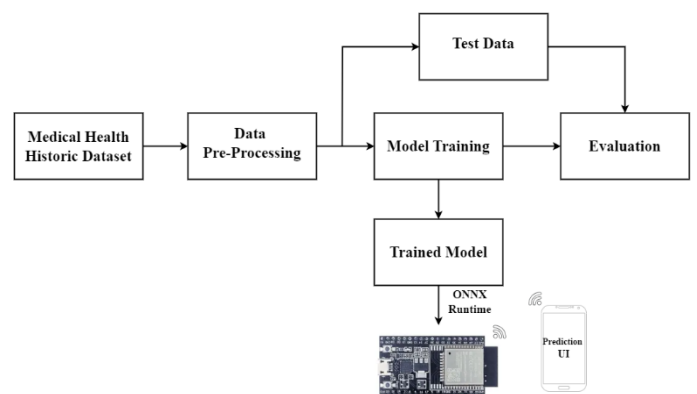 Test Data
Medical Health
Historic Dataset
Data
Pre-Processing
Model Training
Evaluation
Trained Model
ONNX
Runtime
Prediction
UI